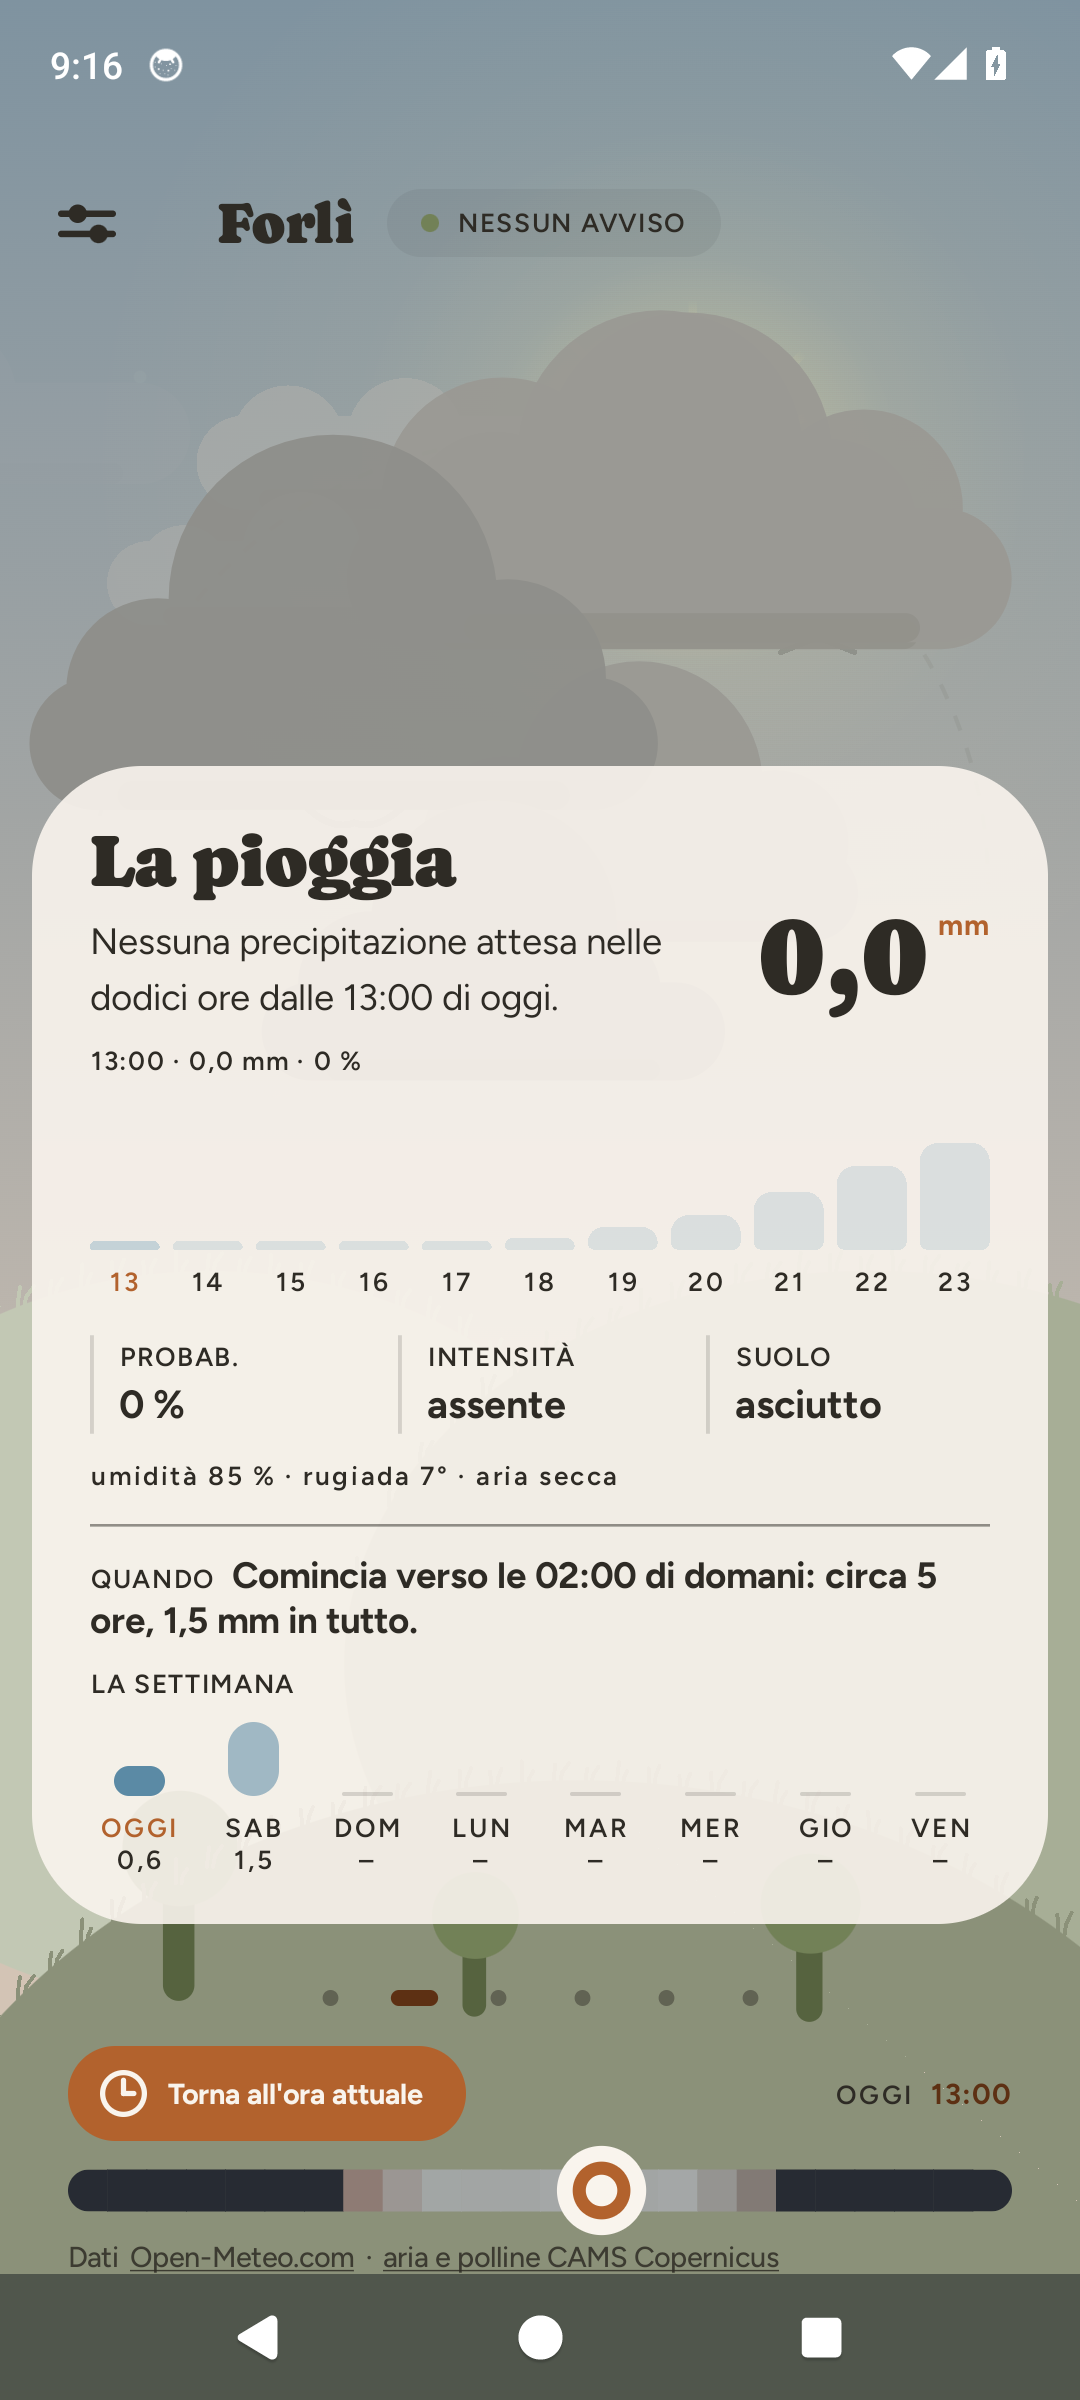 9:16
Forlì
NESSUN AVVISO
La pioggia
Nessuna precipitazione attesa nelle
dodici ore dalle 13:00 di oggi.
0,0 mm
13:00 · 0,0 mm · 0 %
13 14 15 16 17 18 19 20 21 22 23
PROBAB. INTENSITÀ SUOLO
0 % assente asciutto
umidità 85 % · rugiada 7° · aria secca
QUANDO Comincia verso le 02:00 di domani: circa 5
ore, 1,5 mm in tutto.
LA SETTIMANA
OGGI SAB DOM LUN MAR MER GIO VEN
0,6 1,5 – – – – – –
Torna all'ora attuale
OGGI 13:00
Dati Open-Meteo.com · aria e polline CAMS Copernicus